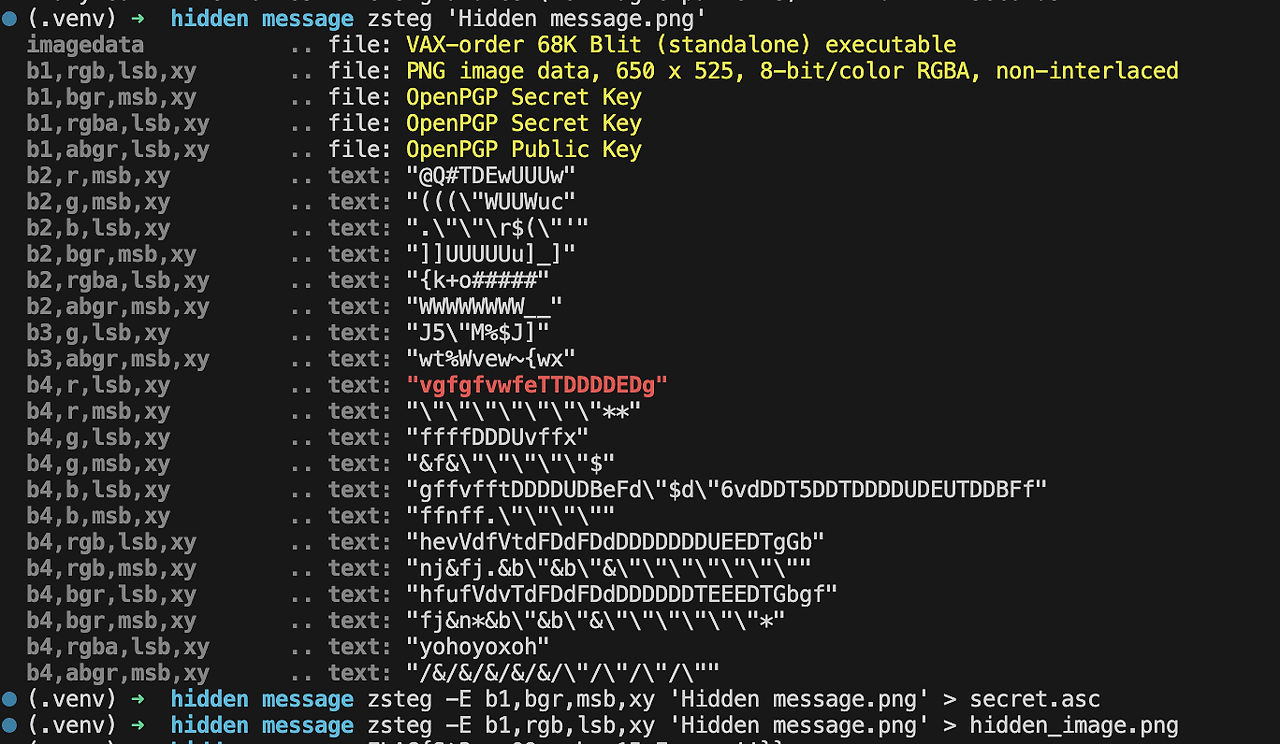 (.venv) → hidden message zsteg 'Hidden message.png'
imagedata .. file: VAX-order 68K Blit (standalone) executable
b1,rgb,lsb,xy .. file: PNG image data, 650 x 525, 8-bit/color RGBA, non-interlaced
b1,bgr,msb,xy .. file: OpenPGP Secret Key
b1,rgba,lsb,xy .. file: OpenPGP Secret Key
b1,abgr,lsb,xy .. file: OpenPGP Public Key
b2,r,msb,xy .. text: "@Q#TDEwUUUw"
b2,g,msb,xy .. text: "(((\"WUUWuc"
b2,b,lsb,xy .. text: ".\"\"\r$(\"'"
b2,bgr,msb,xy .. text: "]]UUUUUu]_]"
b2,rgba,lsb,xy .. text: "{k+o#####"
b2,abgr,msb,xy .. text: "WWWWWWWW__"
b3,g,lsb,xy .. text: "J5\"M%$J]"
b3,abgr,msb,xy .. text: "wt%Wvew~{wx"
b4,r,lsb,xy .. text: "vgfgfvwfeTTDDDDEDg"
b4,r,msb,xy .. text: "\"\"\"\"\"\"\"**"
b4,g,lsb,xy .. text: "ffffDDDUvffx"
b4,g,msb,xy .. text: "&f&\"\"\"\"\"$"
b4,b,lsb,xy .. text: "gffvfftDDDDUDBeFd\"$d\"6vdDDT5DDTDDDDUDEUTDDBFf"
b4,b,msb,xy .. text: "ffnff.\"\"\"\""
b4,rgb,lsb,xy .. text: "hevVdfVtdFDdFDdDDDDDDDUEEDTgGb"
b4,rgb,msb,xy .. text: "nj&fj.&b\"&b\"&\"\"\"\"\"\"\""
b4,bgr,lsb,xy .. text: "hfufVdvTdFDdFDdDDDDDDTEEEDTGbgf"
b4,bgr,msb,xy .. text: "fj&n*&b\"&b\"&\"\"\"\"\"\"*"
b4,rgba,lsb,xy .. text: "yohoyoxoh"
b4,abgr,msb,xy .. text: "/&/&/&/&/&/\"/\"/\"/\""
(.venv) → hidden message zsteg -E b1,bgr,msb,xy 'Hidden message.png' > secret.asc
(.venv) → hidden message zsteg -E b1,rgb,lsb,xy 'Hidden message.png' > hidden_image.png